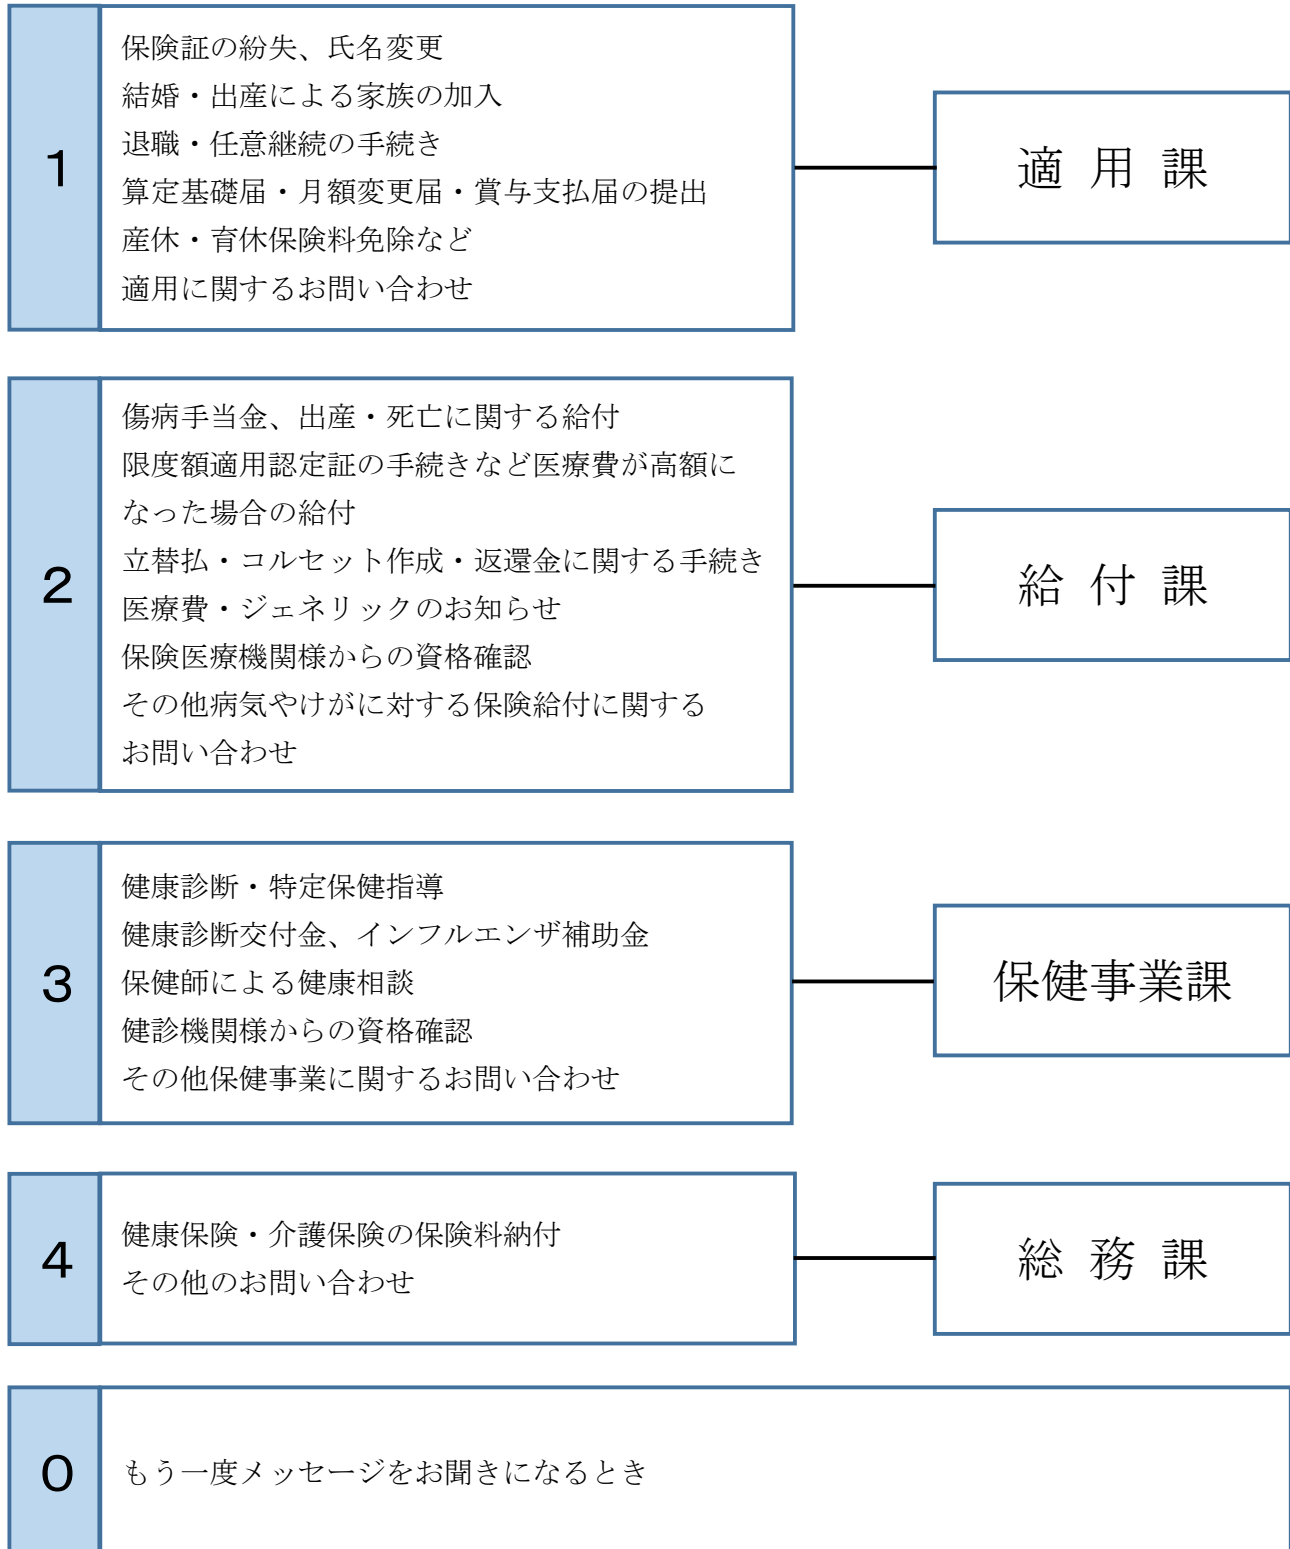 1
保険証の紛失、氏名変更
結婚・出産による家族の加入
退職・任意継続の手続き
算定基礎届・月額変更届・賞与支払届の提出
産休・育休保険料免除など
適用に関するお問い合わせ
適用課
2
傷病手当金、出産・死亡に関する給付
限度額適用認定証の手続きなど医療費が高額に
なった場合の給付
立替払・コルセット作成・返還金に関する手続き
医療費・ジェネリックのお知らせ
保険医療機関様からの資格確認
その他病気やけがに対する保険給付に関する
お問い合わせ
給付課
3
健康診断・特定保健指導
健康診断交付金、インフルエンザ補助金
保健師による健康相談
健診機関様からの資格確認
その他保健事業に関するお問い合わせ
保健事業課
4
健康保険・介護保険の保険料納付
その他のお問い合わせ
総務課
0
もう一度メッセージをお聞きになるとき